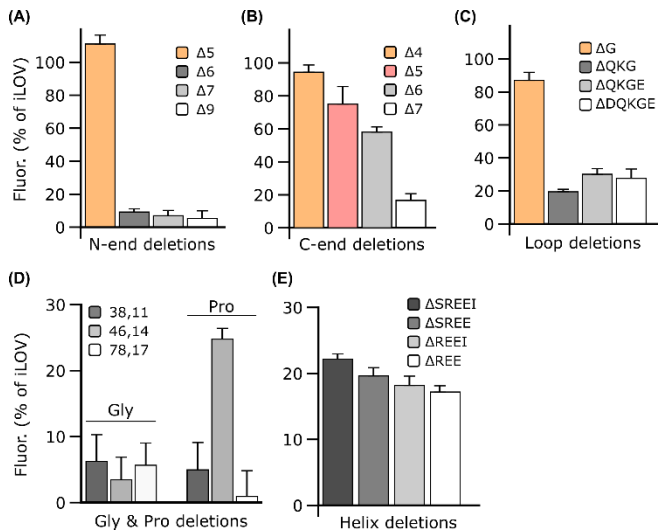 (A)
Fluor. (% of iLOV)
100
80
60
40
20
0
Δ5
Δ6
Δ7
Δ9
N-end deletions
(B)
100
80
60
40
20
0
Δ4
Δ5
Δ6
Δ7
C-end deletions
(C)
100
80
60
40
20
0
ΔG
ΔQKG
ΔQKGE
ΔDQKGE
Loop deletions
(D)
Fluor. (% of iLOV)
30
20
10
0
38,11
46,14
78,17
Gly
Pro
Gly & Pro deletions
(E)
30
20
10
0
ΔSREEI
ΔSREE
ΔREEI
ΔREE
Helix deletions